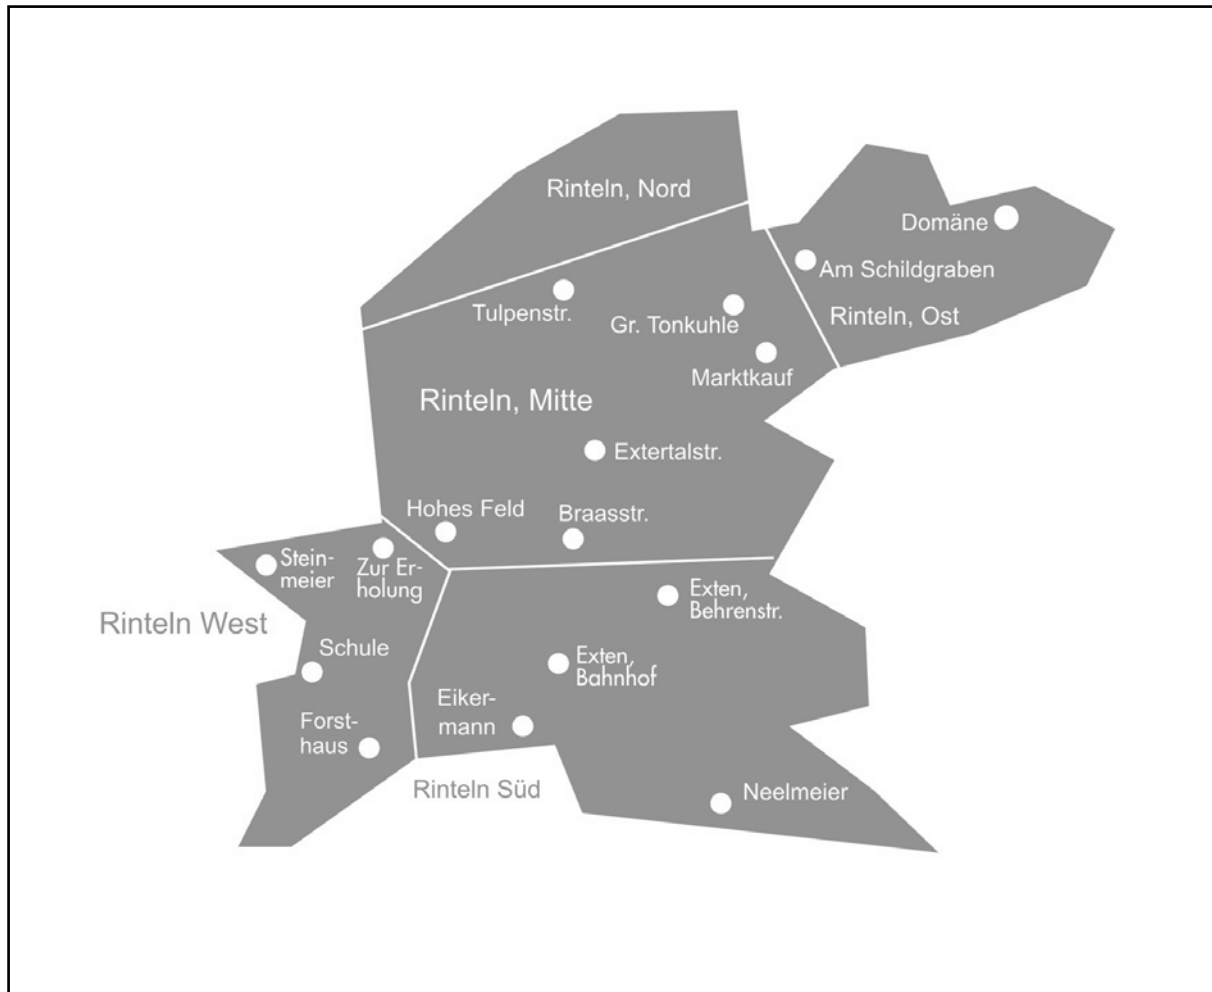 Rinteln, Nord
Domäne
Am Schildgraben
Tulpenstr.
Gr. Tonkuhle
Rinteln, Ost
Marktkauf
Rinteln, Mitte
Extertalstr.
Hohes Feld
Braasstr.
Stein-
meier
Zur Er-
holung
Rinteln West
Exten,
Behrenstr.
Schule
Exten,
Bahnhof
Eiker-
mann
Forst-
haus
Rinteln Süd
Neelmeier